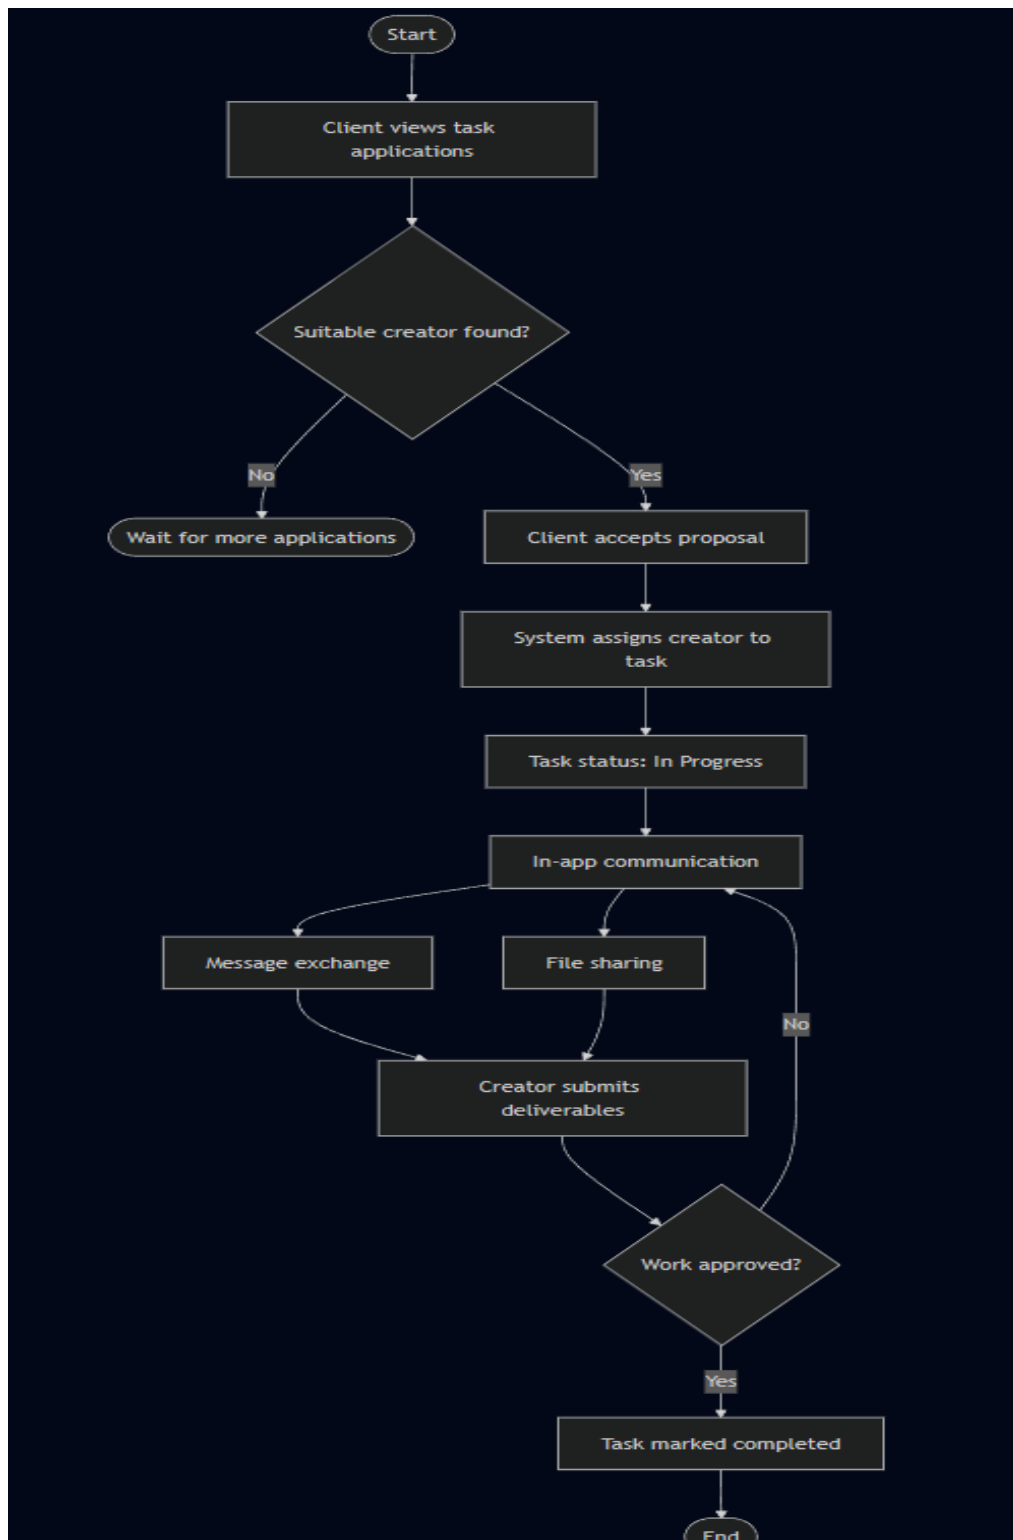 Start
Client views task
applications
Suitable creator found?
No
Yes
Wait for more applications
Client accepts proposal
System assigns creator to
task
Task status: In Progress
In-app communication
Message exchange
File sharing
No
Creator submits
deliverables
Work approved?
Yes
Task marked completed
End